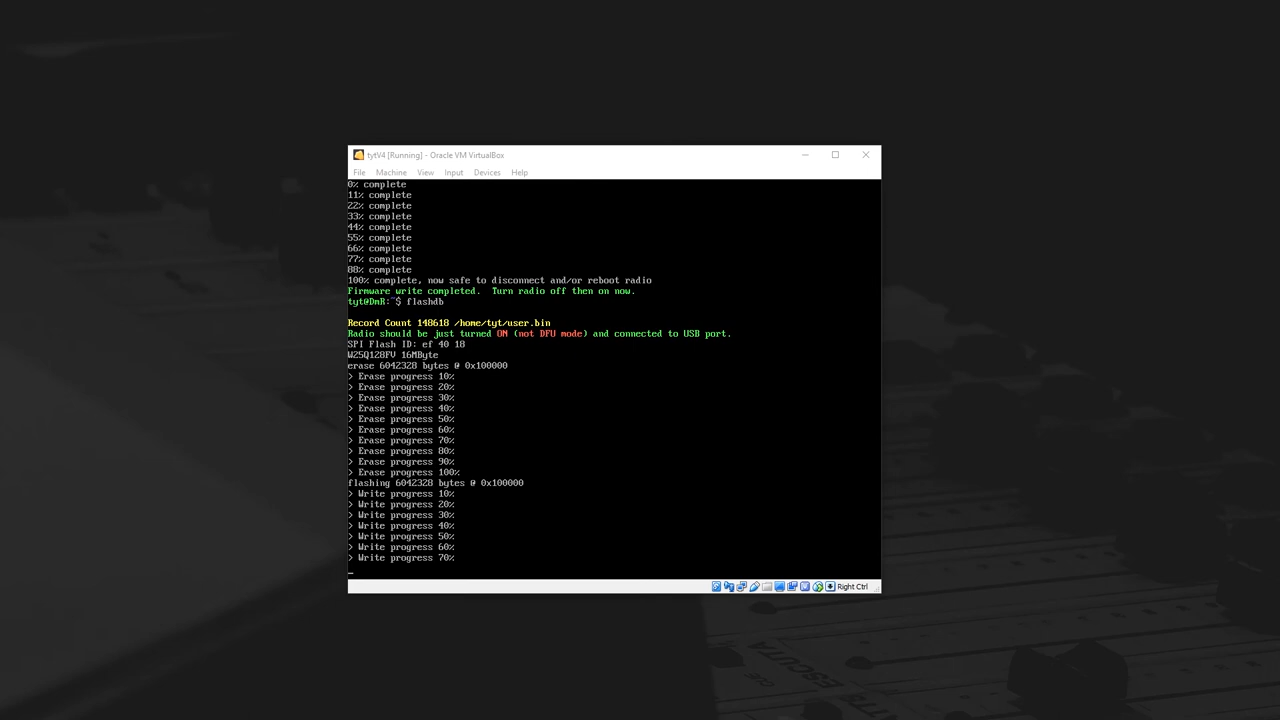 tytV4 [Running] - Oracle VM VirtualBox
File Machine View Input Devices Help
0% complete
11% complete
22% complete
33% complete
44% complete
55% complete
66% complete
77% complete
88% complete
100% complete, now safe to disconnect and/or reboot radio
Firmware write completed.  Turn radio off then on now.
tyt@DmR:~$ flashdb
Record Count 148618 /home/tyt/user.bin
Radio should be just turned ON (not DFU mode) and connected to USB port.
SPI Flash ID: ef 40 18
W25Q128FV 16MByte
erase 6042328 bytes @ 0x100000
> Erase progress 10%
> Erase progress 20%
> Erase progress 30%
> Erase progress 40%
> Erase progress 50%
> Erase progress 60%
> Erase progress 70%
> Erase progress 80%
> Erase progress 90%
> Erase progress 100%
flashing 6042328 bytes @ 0x100000
> Write progress 10%
> Write progress 20%
> Write progress 30%
> Write progress 40%
> Write progress 50%
> Write progress 60%
> Write progress 70%
Right Ctrl
ESCUTA